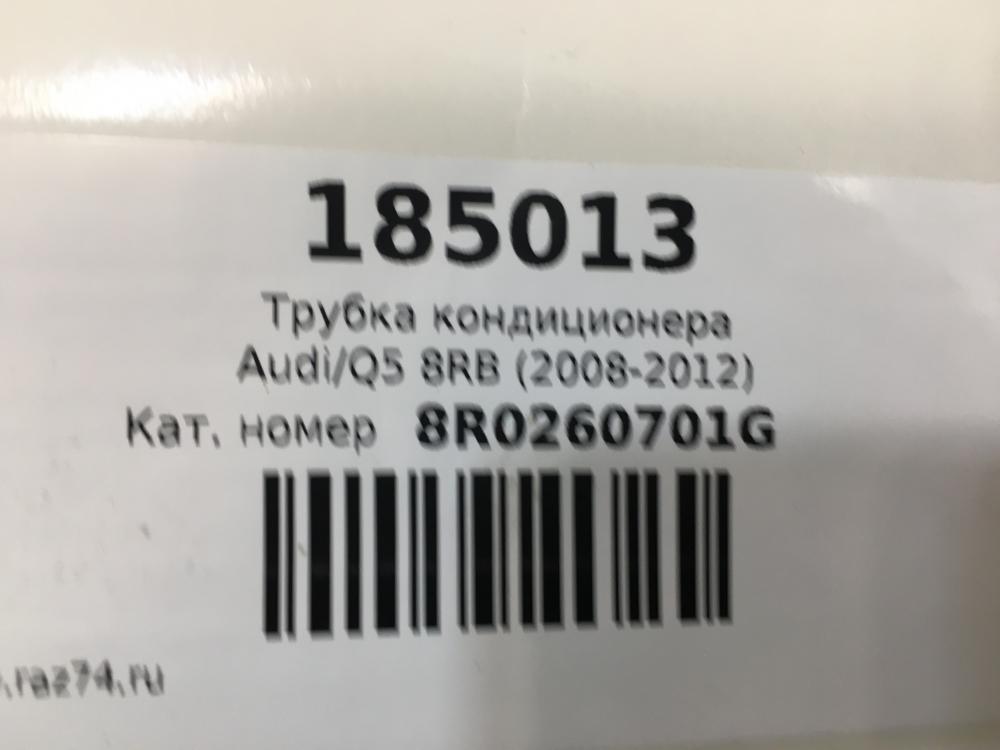 185013
Трубка кондиционера
Audi/Q5 8RB (2008-2012)
Кат. номер 8R0260701G
.raz74.ru